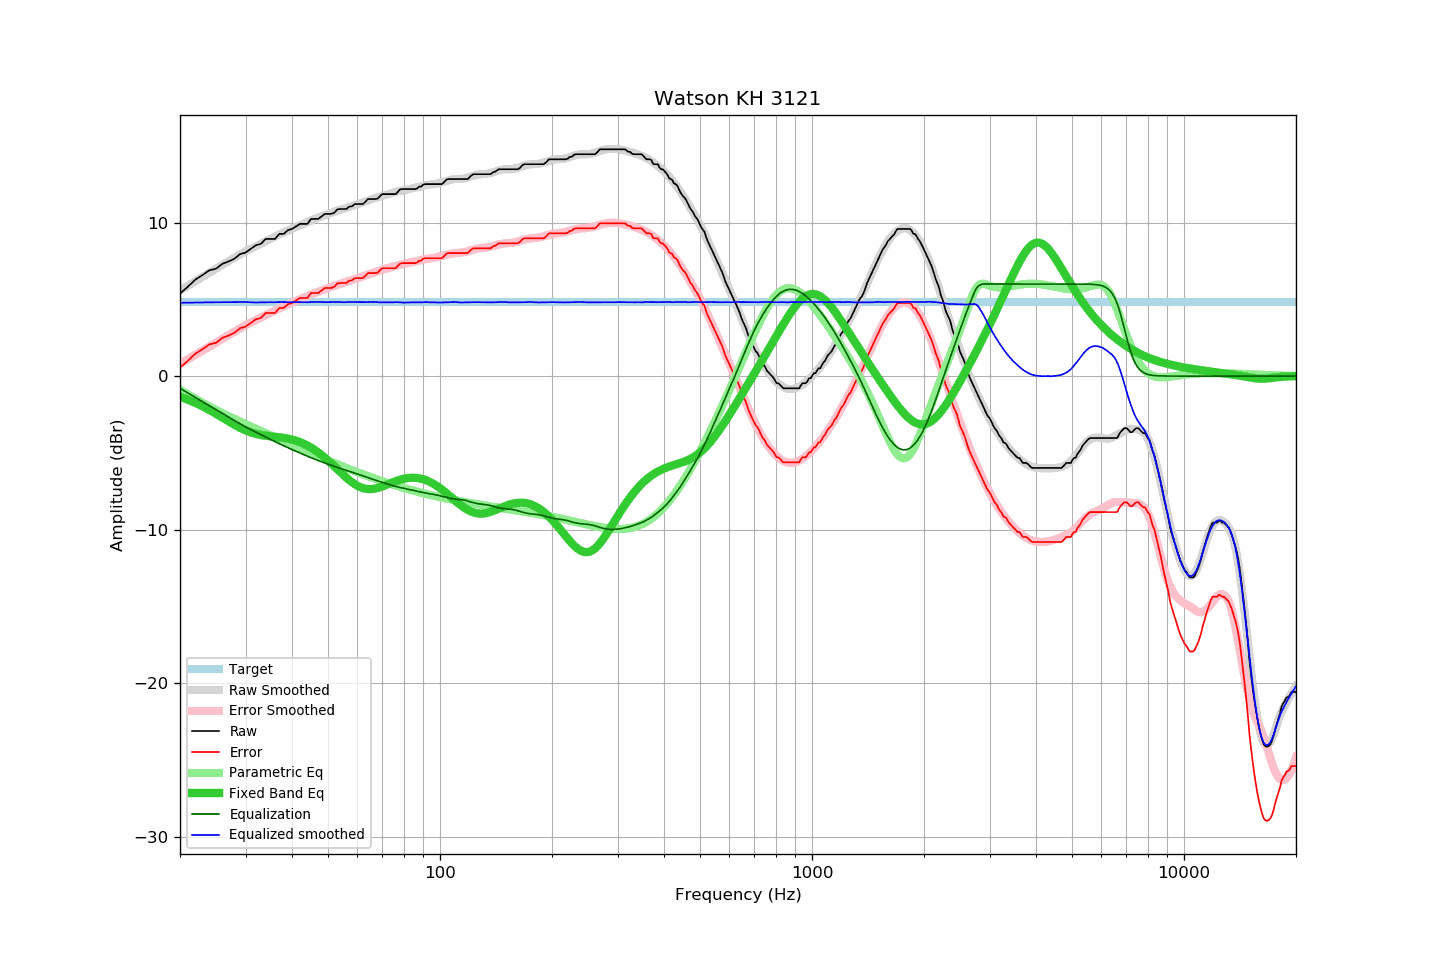 Watson KH 3121
Amplitude (dBr)
10
0
−10
−20
−30
Target
Raw Smoothed
Error Smoothed
Raw
Error
Parametric Eq
Fixed Band Eq
Equalization
Equalized smoothed
100
1000
10000
Frequency (Hz)